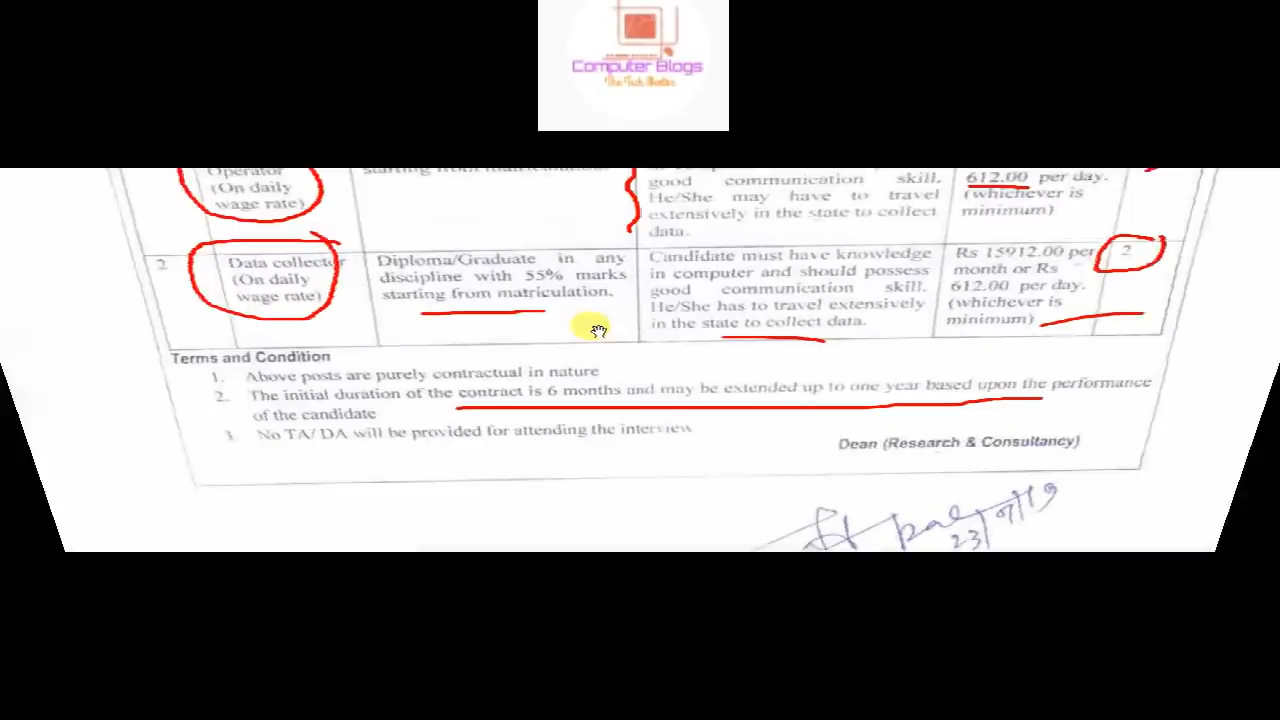 Computer Blogs
The Tech Master
Operator
(On daily
wage rate)
good communication skill.
He/She may have to travel
extensively in the state to collect
data.
612.00 per day.
(whichever is
minimum)
2
Data collector
(On daily
wage rate)
Diploma/Graduate in any
discipline with 55% marks
starting from matriculation.
Candidate must have knowledge
in computer and should possess
good communication skill.
He/She has to travel extensively
in the state to collect data.
Rs 15912.00 per
month or Rs
612.00 per day.
(whichever is
minimum)
2
Terms and Condition
1. Above posts are purely contractual in nature
2. The initial duration of the contract is 6 months and may be extended up to one year based upon the performance
of the candidate
3. No TA/ DA will be provided for attending the interview
Dean (Research & Consultancy)